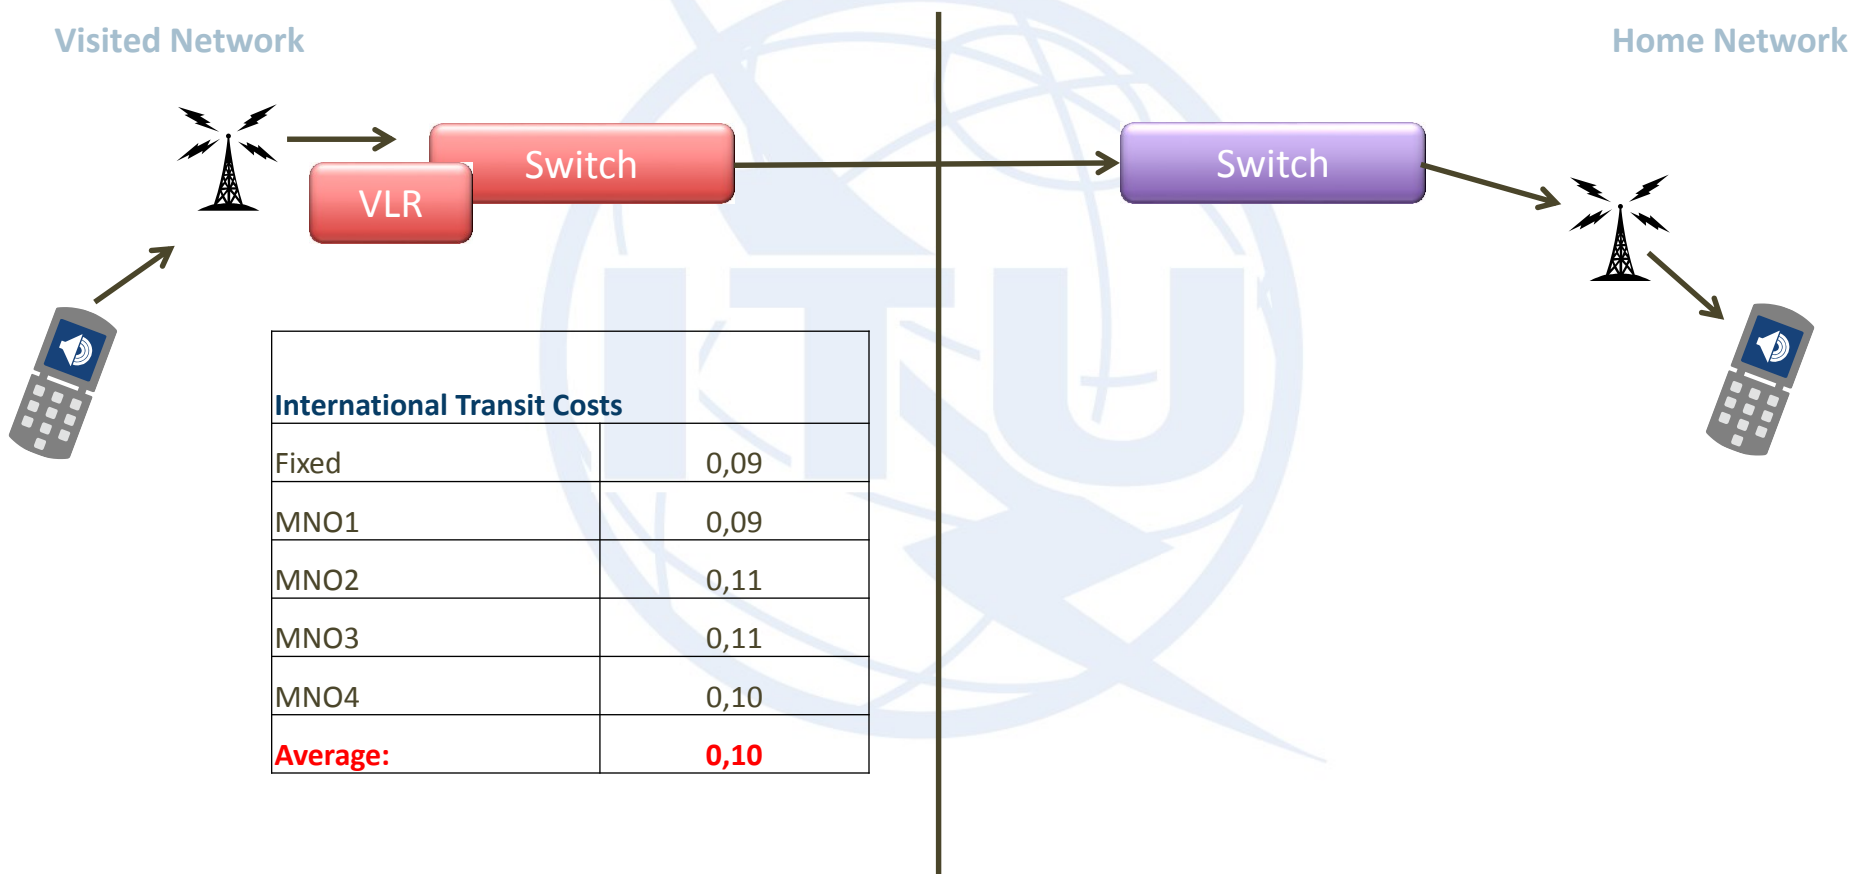 Visited Network
Home Network
Switch
VLR
Switch
International Transit Costs
Fixed 0,09
MNO1 0,09
MNO2 0,11
MNO3 0,11
MNO4 0,10
Average: 0,10
ITU